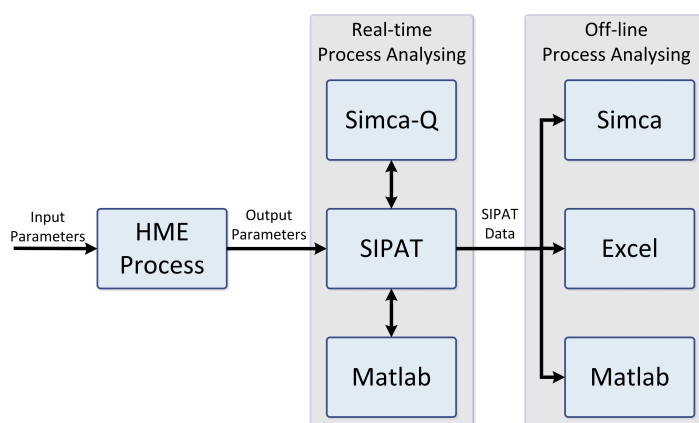 Real-time
Process Analysing
Off-line
Process Analysing
Simca-Q
Simca
Input
Parameters
HME
Process
Output
Parameters
SIPAT
SIPAT
Data
Excel
Matlab
Matlab